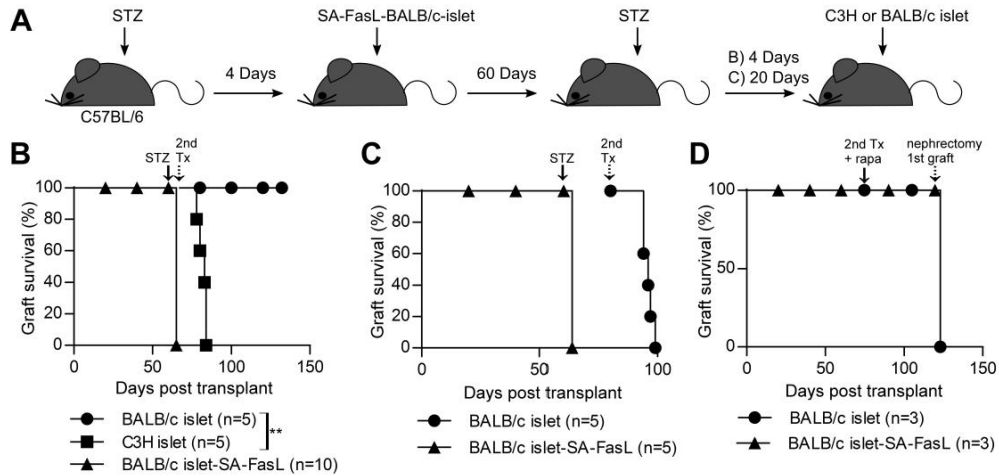 A
STZ
SA-FasL-BALB/c-islet
STZ
C3H or BALB/c islet
4 Days
60 Days
B) 4 Days
C) 20 Days
C57BL/6
B
STZ
2nd
Tx
Graft survival (%)
100
80
60
40
20
0
0
50
100
150
Days post transplant
BALB/c islet (n=5)
C3H islet (n=5)
**
BALB/c islet-SA-FasL (n=10)
C
STZ
2nd
Tx
Graft survival (%)
100
80
60
40
20
0
0
50
100
Days post transplant
BALB/c islet (n=5)
BALB/c islet-SA-FasL (n=5)
D
2nd Tx
+ rapa
nephrectomy
1st graft
Graft survival (%)
100
50
0
0
50
100
150
Days post transplant
BALB/c islet (n=3)
BALB/c islet-SA-FasL (n=3)